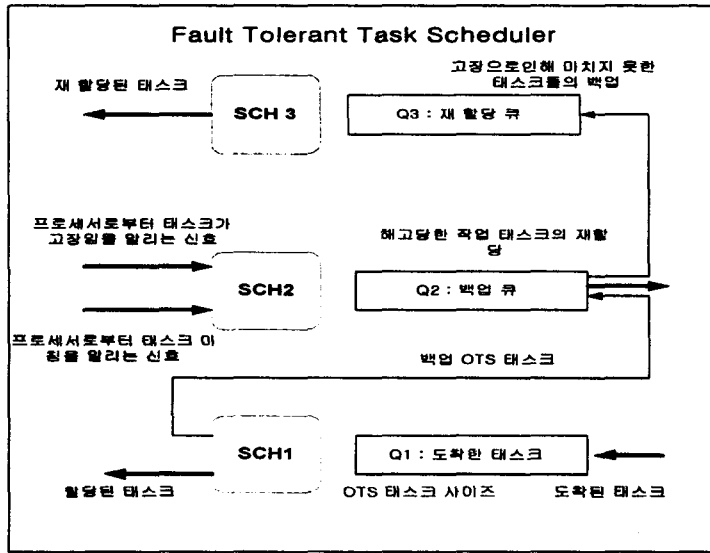 Fault Tolerant Task Scheduler
고장으로인해 마치지 못한
태스크들의 백업
재 할당된 태스크
SCH 3
Q3 : 재 할당 큐
프로세서로부터 태스크가
고장임을 알리는 신호
해고당한 작업 태스크의 재할
당
SCH2
Q2 : 백업 큐
프로세서로부터 태스크 마
침을 알리는 신호
백업 OTS 태스크
SCH1
Q1 : 도착한 태스크
할당된 태스크
OTS 태스크 사이즈
도착된 태스크